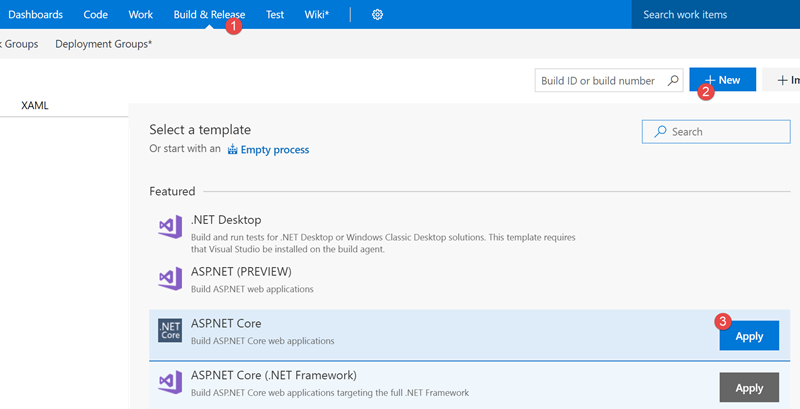 Dashboards Code Work Build & Release Test Wiki* Search work items
1
Groups Deployment Groups*
Build ID or build number + New + Im
2
XAML
Select a template
Search
Or start with an Empty process
Featured
.NET Desktop
Build and run tests for .NET Desktop or Windows Classic Desktop solutions. This template requires
that Visual Studio be installed on the build agent.
ASP.NET (PREVIEW)
Build ASP.NET web applications
3
.NET
Core
ASP.NET Core
Build ASP.NET Core web applications
Apply
ASP.NET Core (.NET Framework)
Build ASP.NET Core web applications targeting the full .NET Framework
Apply